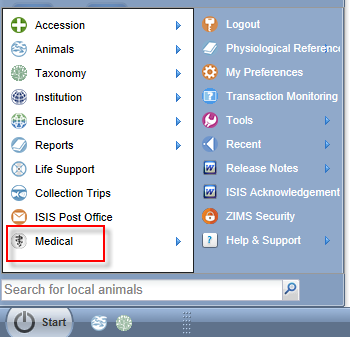 Accession
Animals
Taxonomy
Institution
Enclosure
Reports
Life Support
Collection Trips
ISIS Post Office
Medical
Logout
Physiological Reference
My Preferences
Transaction Monitoring
Tools
Recent
Release Notes
ISIS Acknowledgement
ZIMS Security
Help & Support
Search for local animals
Start